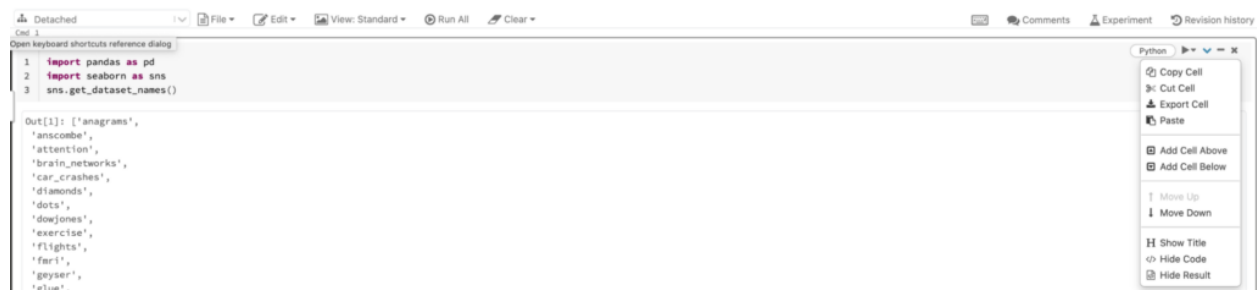 Detached File Edit View: Standard Run All Clear Comments Experiment Revision history
Cmd 1
Open keyboard shortcuts reference dialog
Python
1 import pandas as pd
2 import seaborn as sns
3 sns.get_dataset_names()
Copy Cell
Cut Cell
Export Cell
Paste
Add Cell Above
Add Cell Below
Move Up
Move Down
Show Title
Hide Code
Hide Result
Out[1]: ['anagrams',
'anscombe',
'attention',
'brain_networks',
'car_crashes',
'diamonds',
'dots',
'dowjones',
'exercise',
'flights',
'fmri',
'geyser',
'glue',